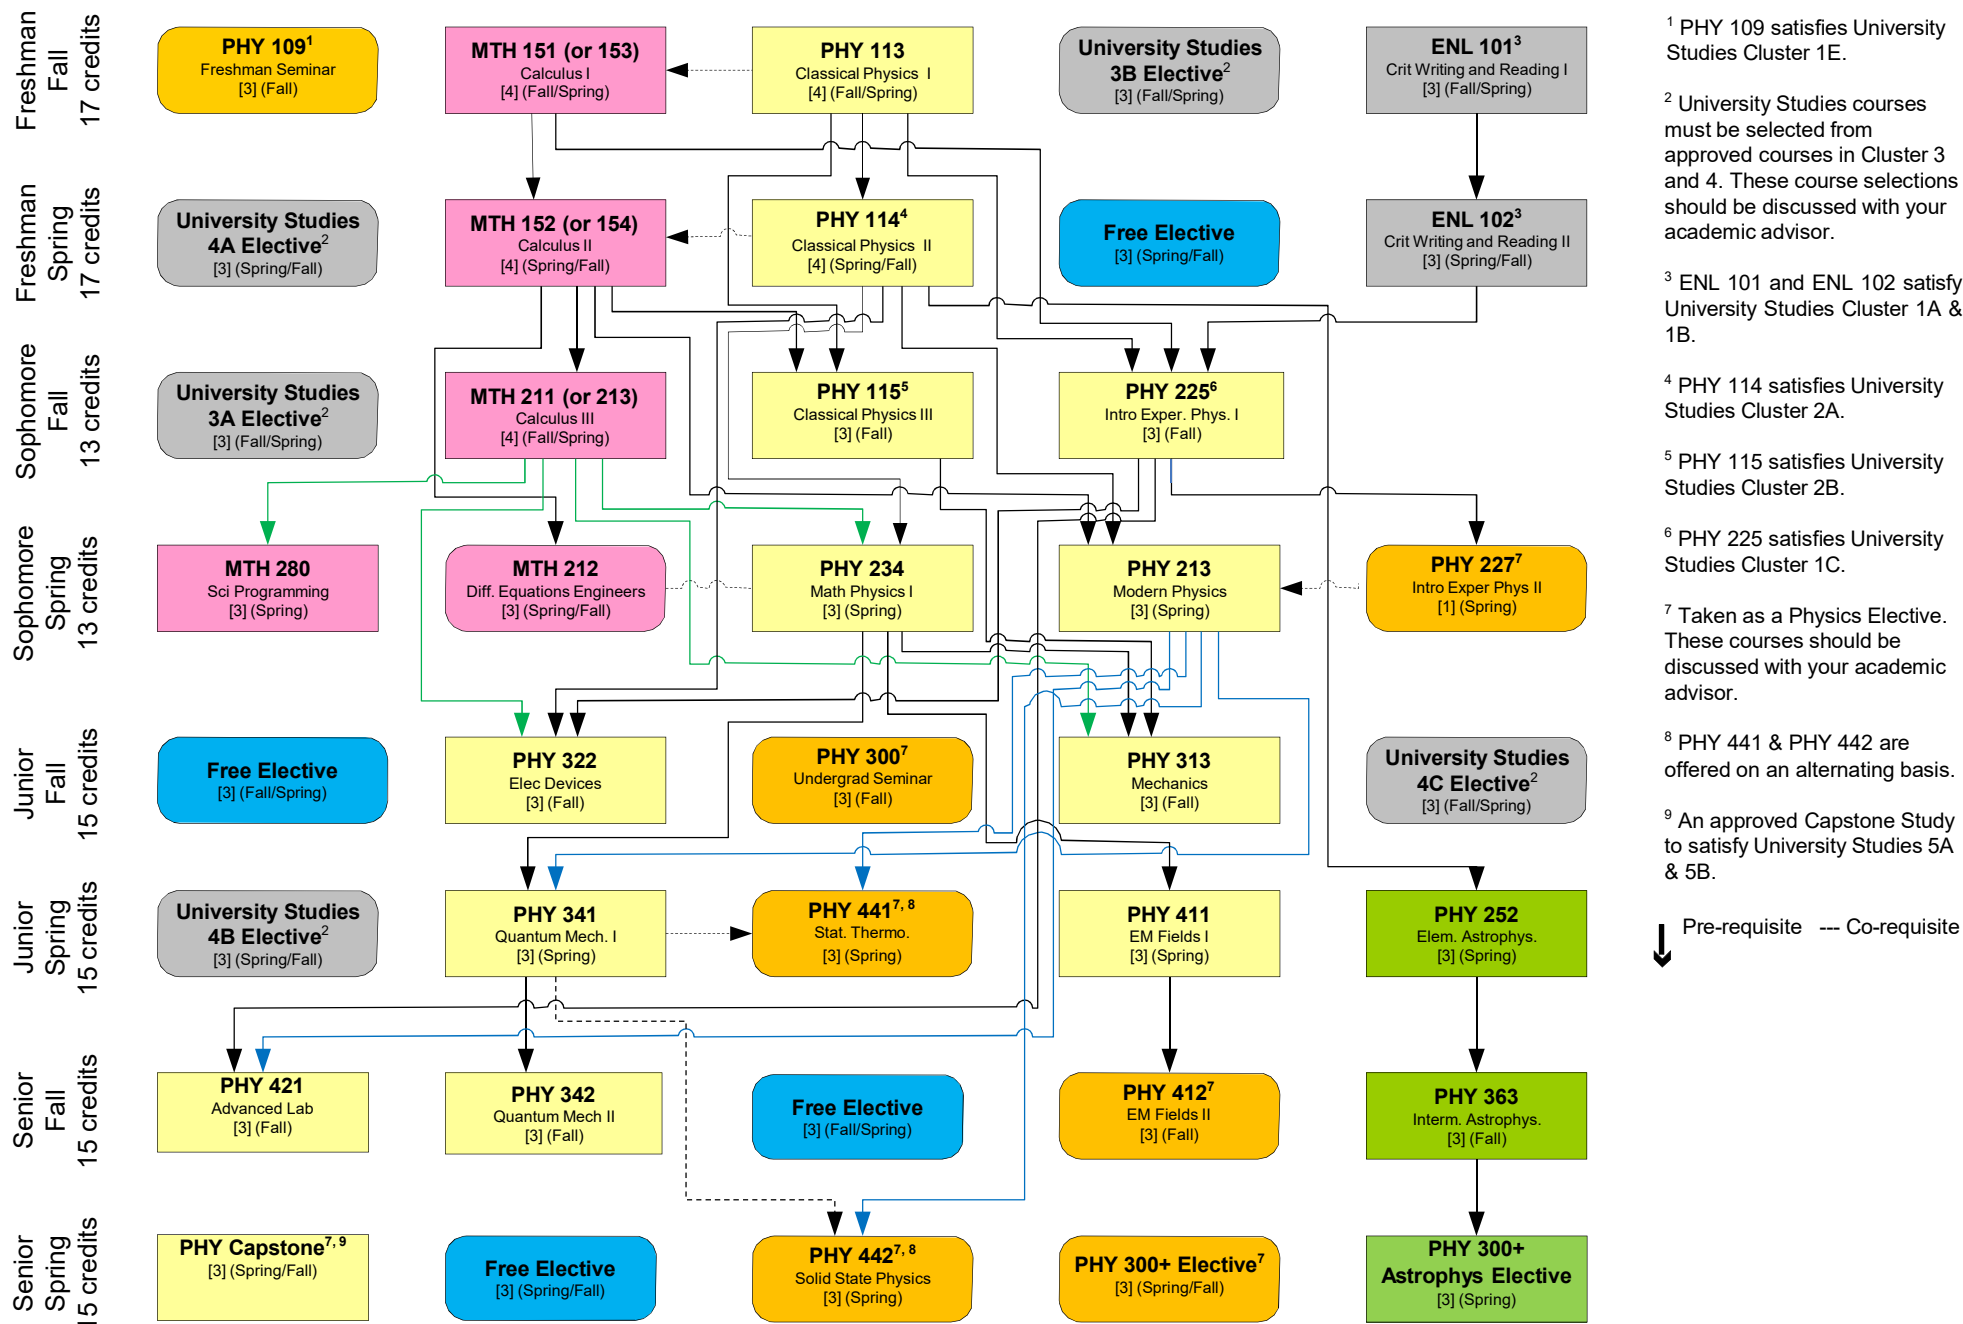 Freshman
Fall
17 credits
PHY 109¹
Freshman Seminar
[3] (Fall)
MTH 151 (or 153)
Calculus I
[4] (Fall/Spring)
PHY 113
Classical Physics I
[4] (Fall/Spring)
University Studies
3B Elective²
[3] (Fall/Spring)
ENL 101³
Crit Writing and Reading I
[3] (Fall/Spring)
Freshman
Spring
17 credits
University Studies
4A Elective²
[3] (Spring/Fall)
MTH 152 (or 154)
Calculus II
[4] (Spring/Fall)
PHY 114⁴
Classical Physics II
[4] (Spring/Fall)
Free Elective
[3] (Spring/Fall)
ENL 102³
Crit Writing and Reading II
[3] (Spring/Fall)
Sophomore
Fall
13 credits
University Studies
3A Elective²
[3] (Fall/Spring)
MTH 211 (or 213)
Calculus III
[4] (Fall/Spring)
PHY 115⁵
Classical Physics III
[3] (Fall)
PHY 225⁶
Intro Exper. Phys. I
[3] (Fall)
Sophomore
Spring
13 credits
MTH 280
Sci Programming
[3] (Spring)
MTH 212
Diff. Equations Engineers
[3] (Spring/Fall)
PHY 234
Math Physics I
[3] (Spring)
PHY 213
Modern Physics
[3] (Spring)
PHY 227⁷
Intro Exper Phys II
[1] (Spring)
Junior
Fall
15 credits
Free Elective
[3] (Fall/Spring)
PHY 322
Elec Devices
[3] (Fall)
PHY 300⁷
Undergrad Seminar
[3] (Fall)
PHY 313
Mechanics
[3] (Fall)
University Studies
4C Elective²
[3] (Fall/Spring)
Junior
Spring
15 credits
University Studies
4B Elective²
[3] (Spring/Fall)
PHY 341
Quantum Mech. I
[3] (Spring)
PHY 441⁷˒ ⁸
Stat. Thermo.
[3] (Spring)
PHY 411
EM Fields I
[3] (Spring)
PHY 252
Elem. Astrophys.
[3] (Spring)
Senior
Fall
15 credits
PHY 421
Advanced Lab
[3] (Fall)
PHY 342
Quantum Mech II
[3] (Fall)
Free Elective
[3] (Fall/Spring)
PHY 412⁷
EM Fields II
[3] (Fall)
PHY 363
Interm. Astrophys.
[3] (Fall)
Senior
Spring
15 credits
PHY Capstone⁷˒ ⁹
[3] (Spring/Fall)
Free Elective
[3] (Spring/Fall)
PHY 442⁷˒ ⁸
Solid State Physics
[3] (Spring)
PHY 300+ Elective⁷
[3] (Spring/Fall)
PHY 300+
Astrophys Elective
[3] (Spring)
¹ PHY 109 satisfies University
Studies Cluster 1E.
² University Studies courses
must be selected from
approved courses in Cluster 3
and 4. These course selections
should be discussed with your
academic advisor.
³ ENL 101 and ENL 102 satisfy
University Studies Cluster 1A &
1B.
⁴ PHY 114 satisfies University
Studies Cluster 2A.
⁵ PHY 115 satisfies University
Studies Cluster 2B.
⁶ PHY 225 satisfies University
Studies Cluster 1C.
⁷ Taken as a Physics Elective.
These courses should be
discussed with your academic
advisor.
⁸ PHY 441 & PHY 442 are
offered on an alternating basis.
⁹ An approved Capstone Study
to satisfy University Studies 5A
& 5B.
Pre-requisite --- Co-requisite